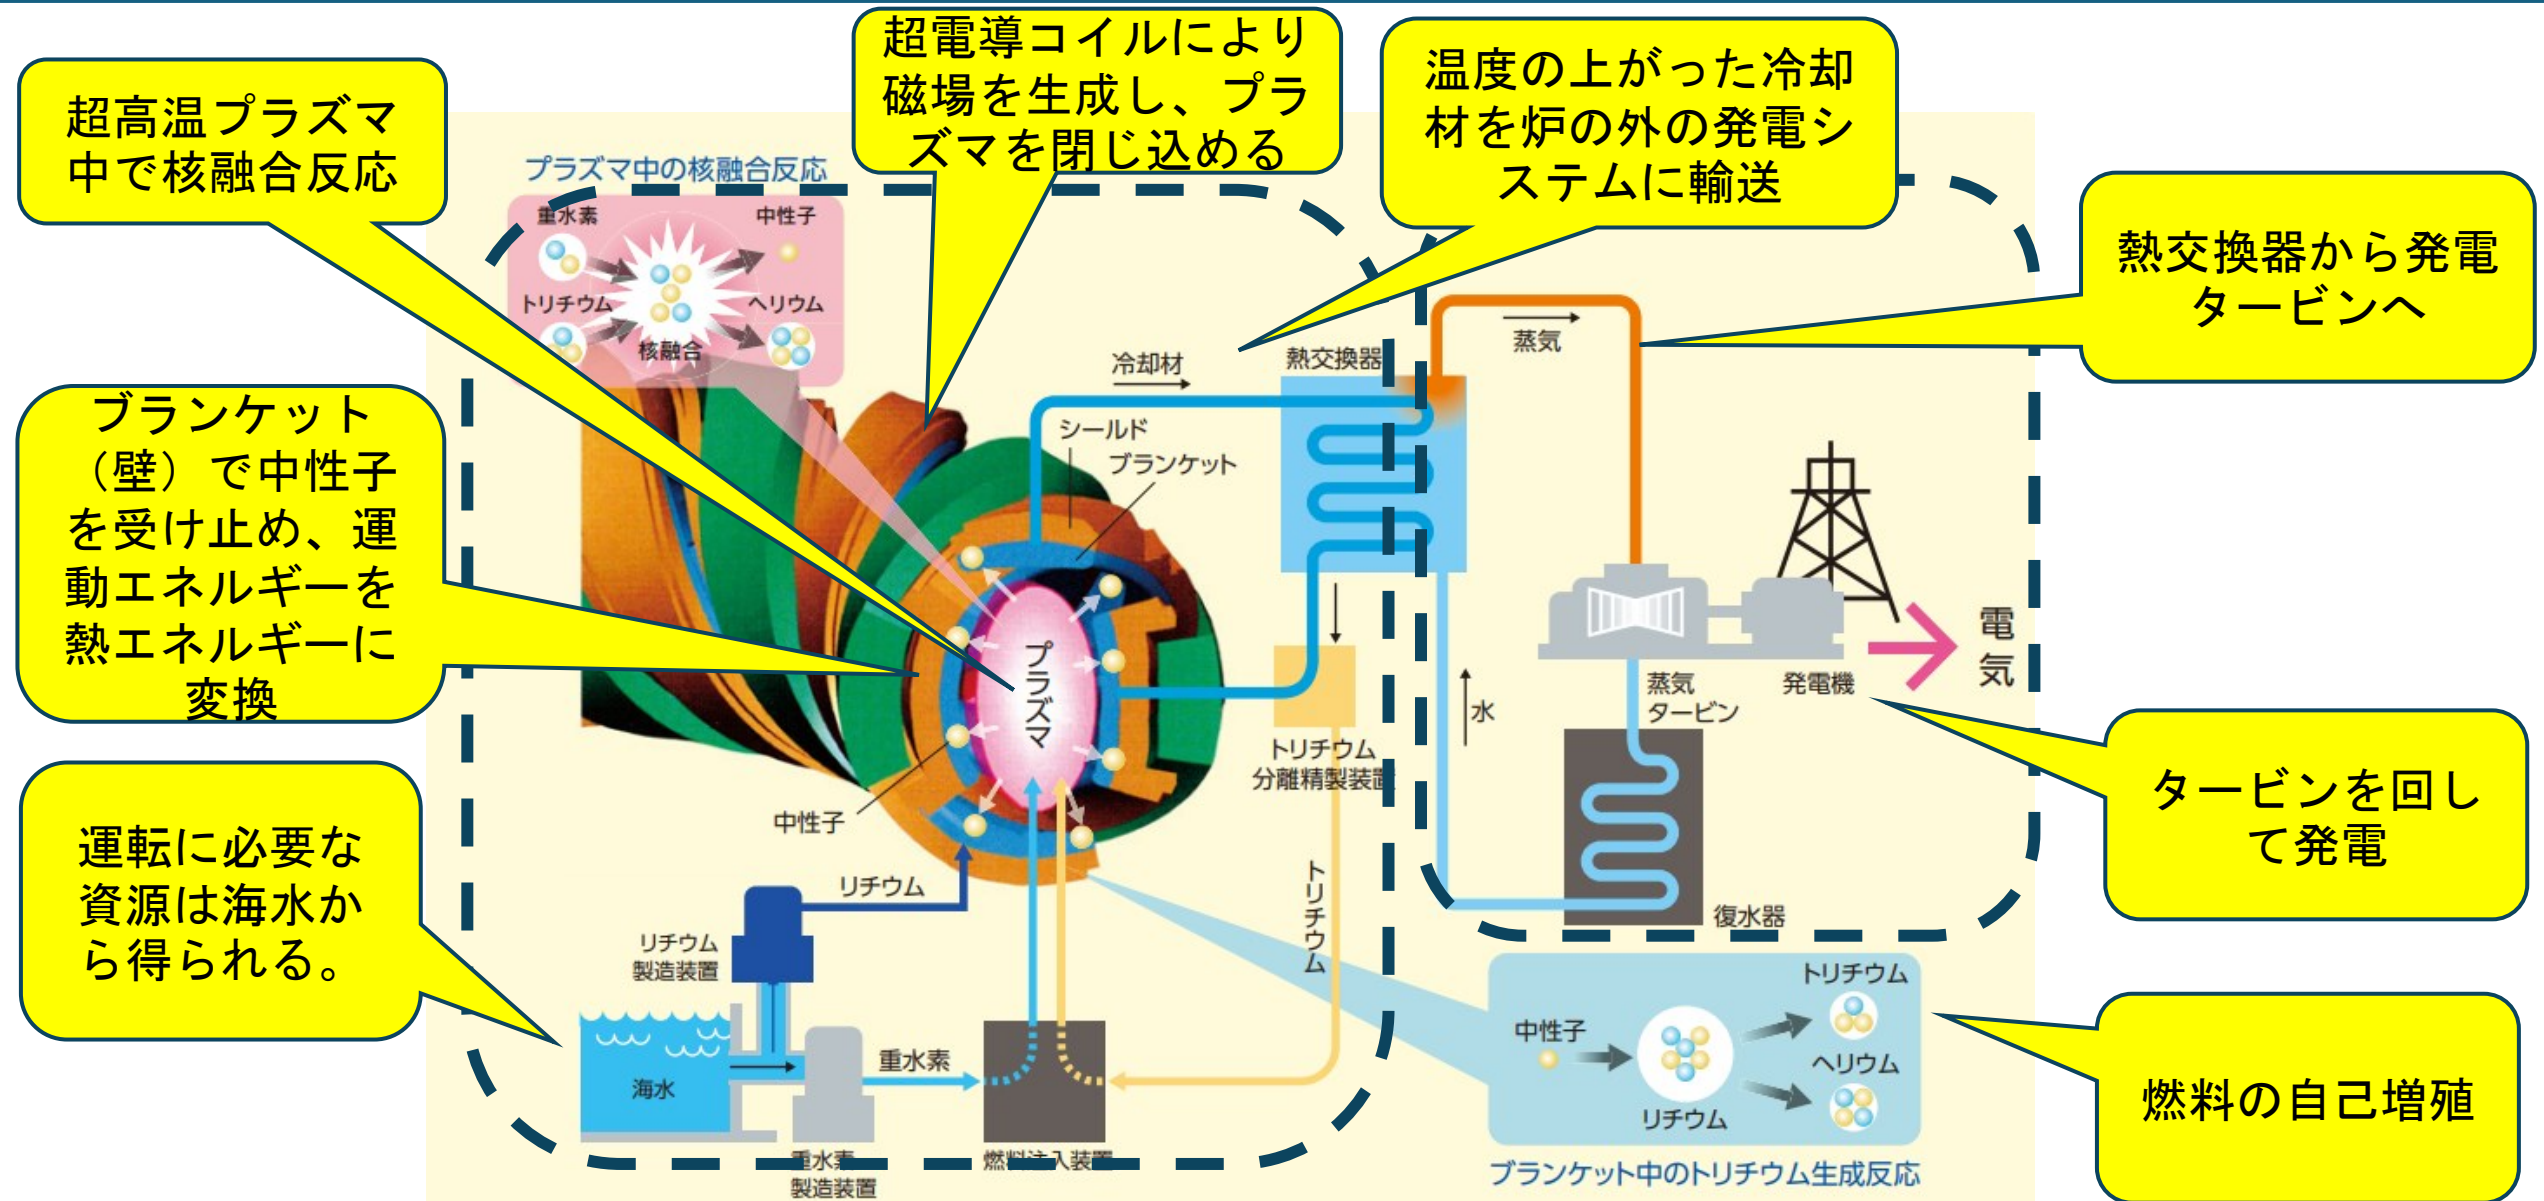 超高温プラズマ
中で核融合反応
超電導コイルにより
磁場を生成し、プラ
ズマを閉じ込める
温度の上がった冷却
材を炉の外の発電シ
ステムに輸送
熱交換器から発電
タービンへ
プラズマ中の核融合反応
重水素
中性子
トリチウム
ヘリウム
核融合
ブランケット
（壁）で中性子
を受け止め、運
動エネルギーを
熱エネルギーに
変換
冷却材
熱交換器
蒸気
シールド
ブランケット
プラズマ
電気
蒸気
タービン
発電機
水
トリチウム
分離精製装置
中性子
タービンを回し
て発電
運転に必要な
資源は海水か
ら得られる。
リチウム
トリチウム
復水器
リチウム
製造装置
海水
重水素
重水素
製造装置
燃料注入装置
トリチウム
中性子
ヘリウム
リチウム
ブランケット中のトリチウム生成反応
燃料の自己増殖